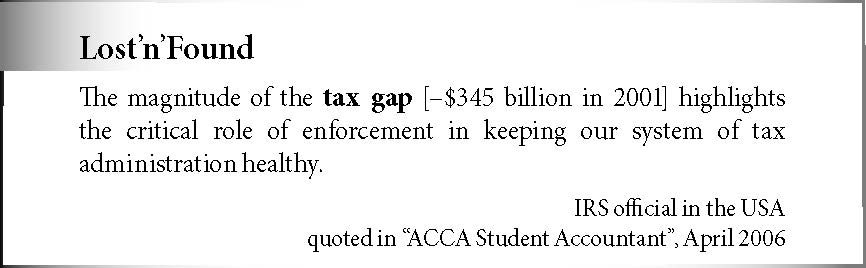 Lost’n’Found
The magnitude of the tax gap [–$345 billion in 2001] highlights
the critical role of enforcement in keeping our system of tax
administration healthy.
IRS official in the USA
quoted in “ACCA Student Accountant”, April 2006